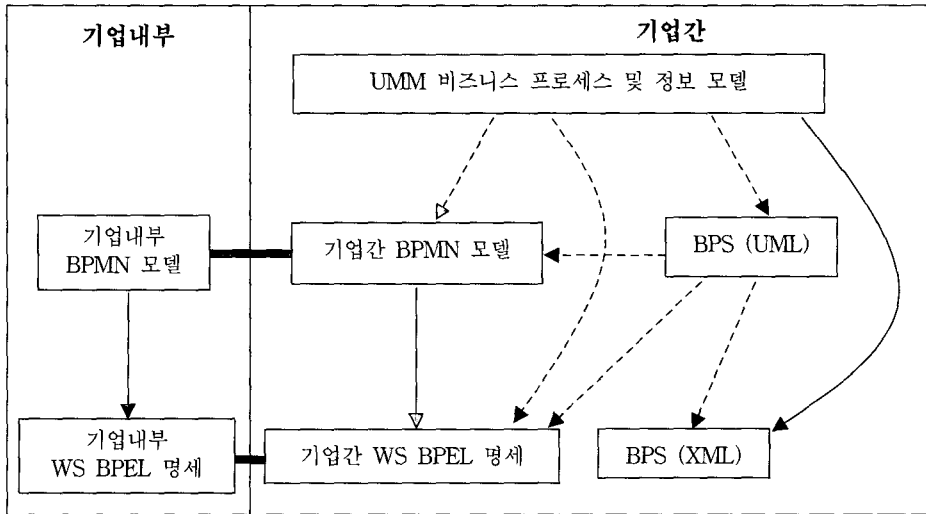 기업내부
기업간
UMM 비즈니스 프로세스 및 정보 모델
기업내부
BPMN 모델
기업간 BPMN 모델
BPS (UML)
기업내부
WS BPEL 명세
기업간 WS BPEL 명세
BPS (XML)